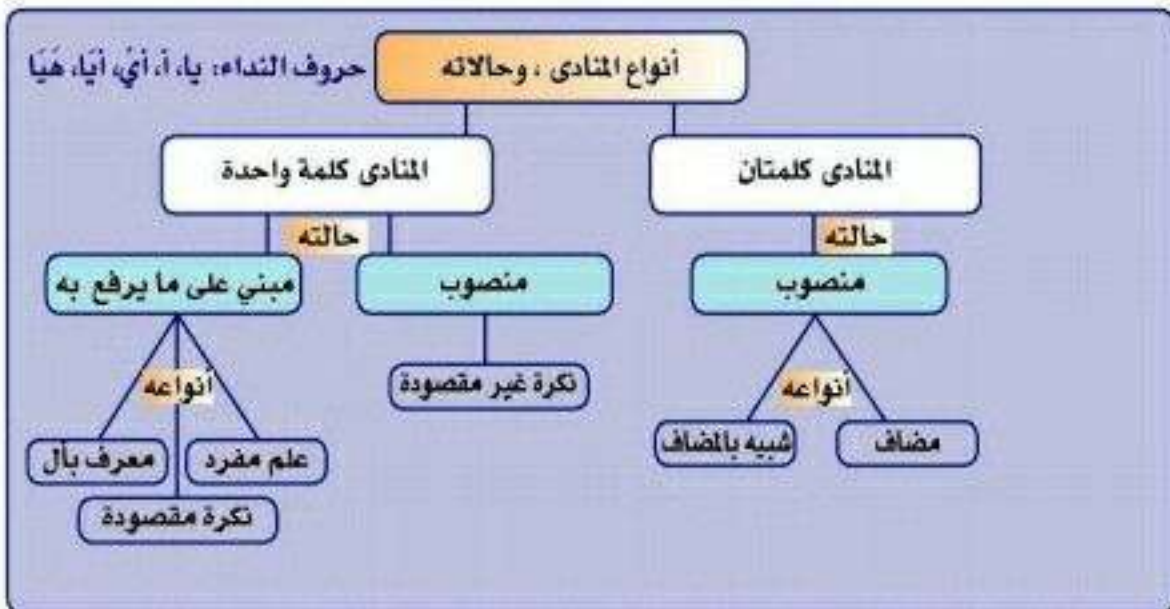 أنواع المنادى ، وحالاته
حروف النداء: يا، أ، أيْ، أيَا، هَيَا
المنادى كلمتان
المنادى كلمة واحدة
حالته
حالته
منصوب
منصوب
مبني على ما يرفع به
أنواعه
نكرة غير مقصودة
أنواعه
مضاف
شبيه بالمضاف
علم مفرد
معرف بأل
نكرة مقصودة